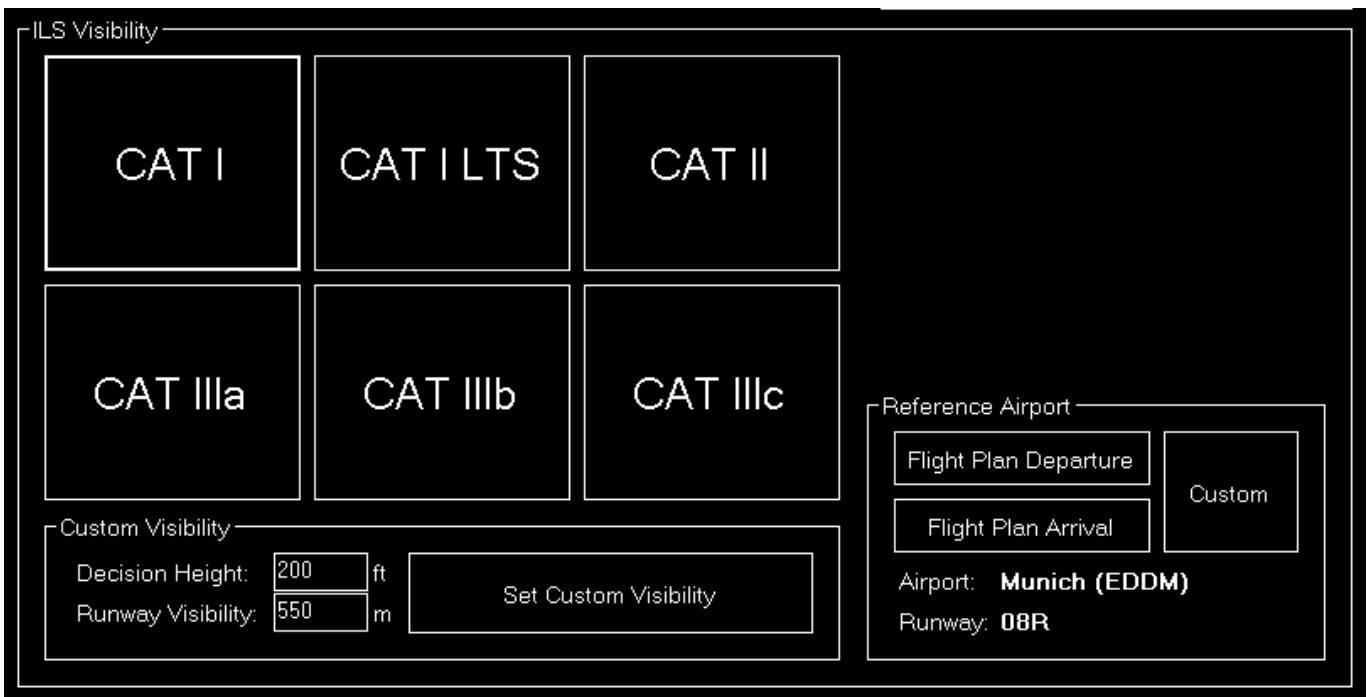 ILS Visibility
CAT I
CAT I LTS
CAT II
CAT IIIa
CAT IIIb
CAT IIIc
Custom Visibility
Decision Height: 200 ft
Runway Visibility: 550 m
Set Custom Visibility
Reference Airport
Flight Plan Departure
Flight Plan Arrival
Custom
Airport: Munich (EDDM)
Runway: 08R